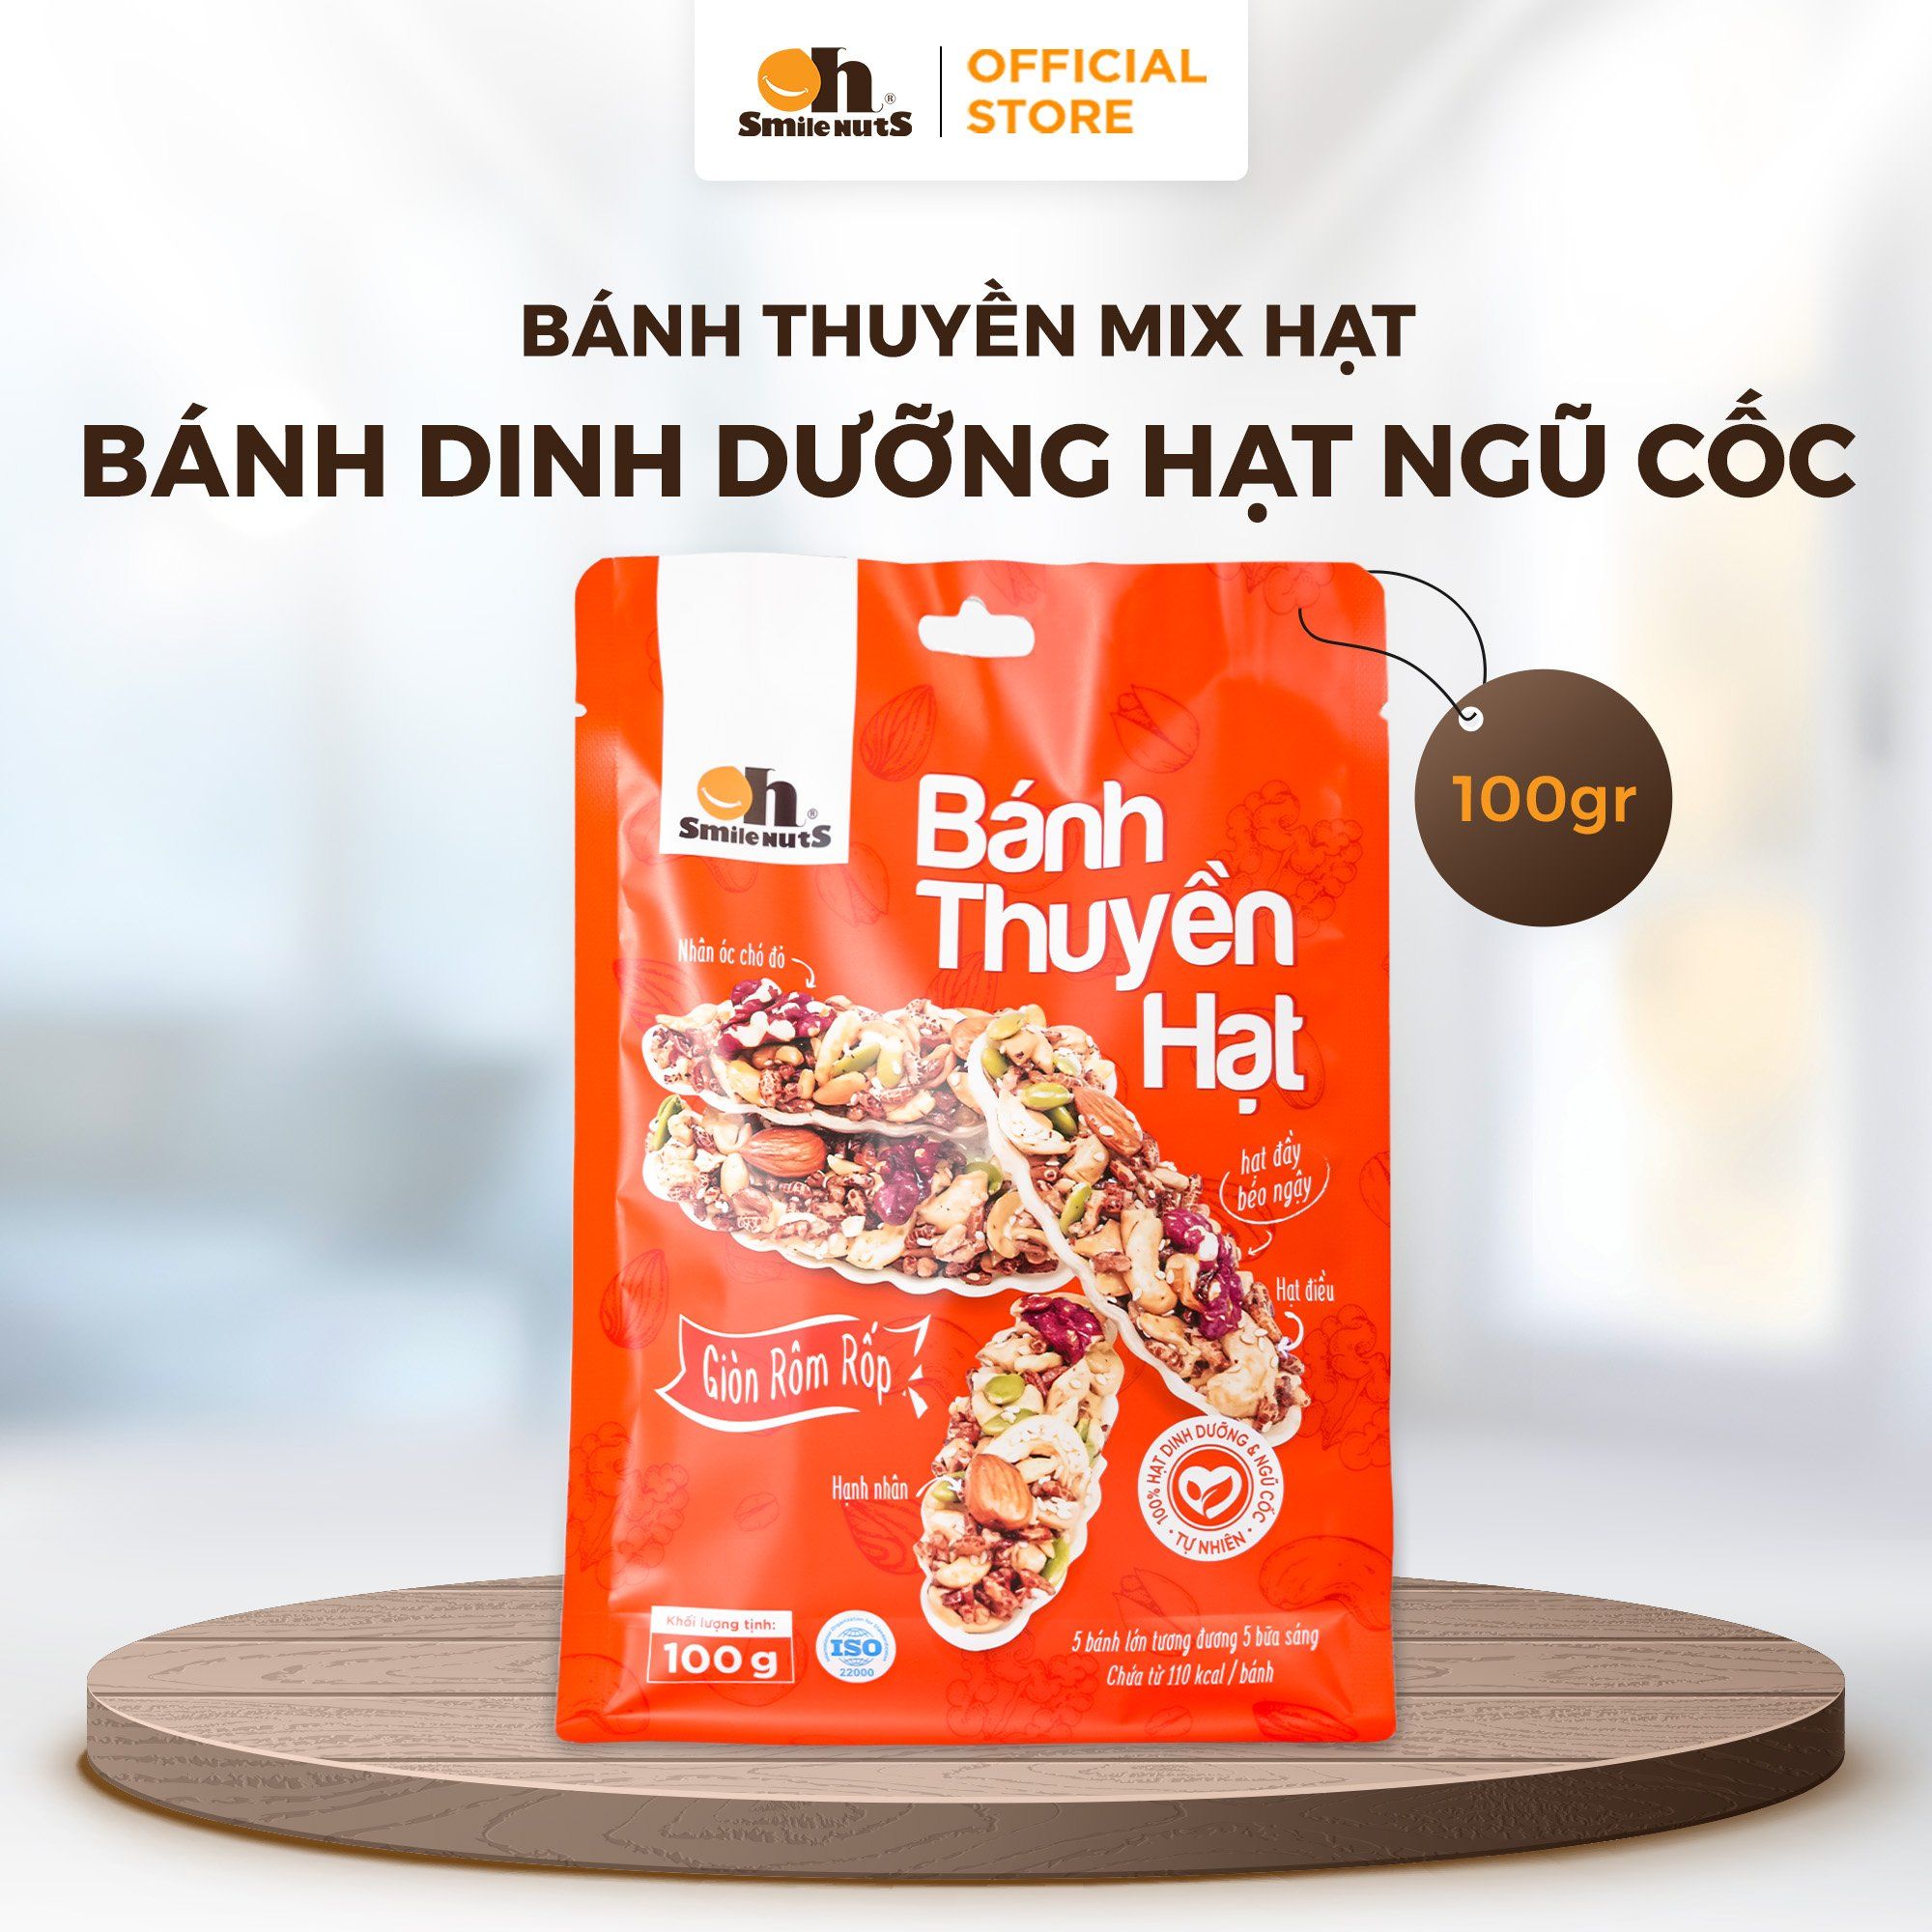 Oh
Smile Nuts
®
OFFICIAL
STORE
BÁNH THUYỀN MIX HẠT
BÁNH DINH DƯỠNG HẠT NGŨ CỐC
100gr
Oh
Smile Nuts
®
Bánh
Thuyền
Hạt
Nhân óc chó đỏ
hạt đầy
béo ngậy
Hạt điều
Giòn Rôm Rốp
Hạnh nhân
100% HẠT DINH DƯỠNG & NGŨ CỐC
• TỰ NHIÊN •
Khối lượng tịnh:
100 g
ISO
22000
5 bánh lớn tương đương 5 bữa sáng
Chứa từ 110 kcal / bánh